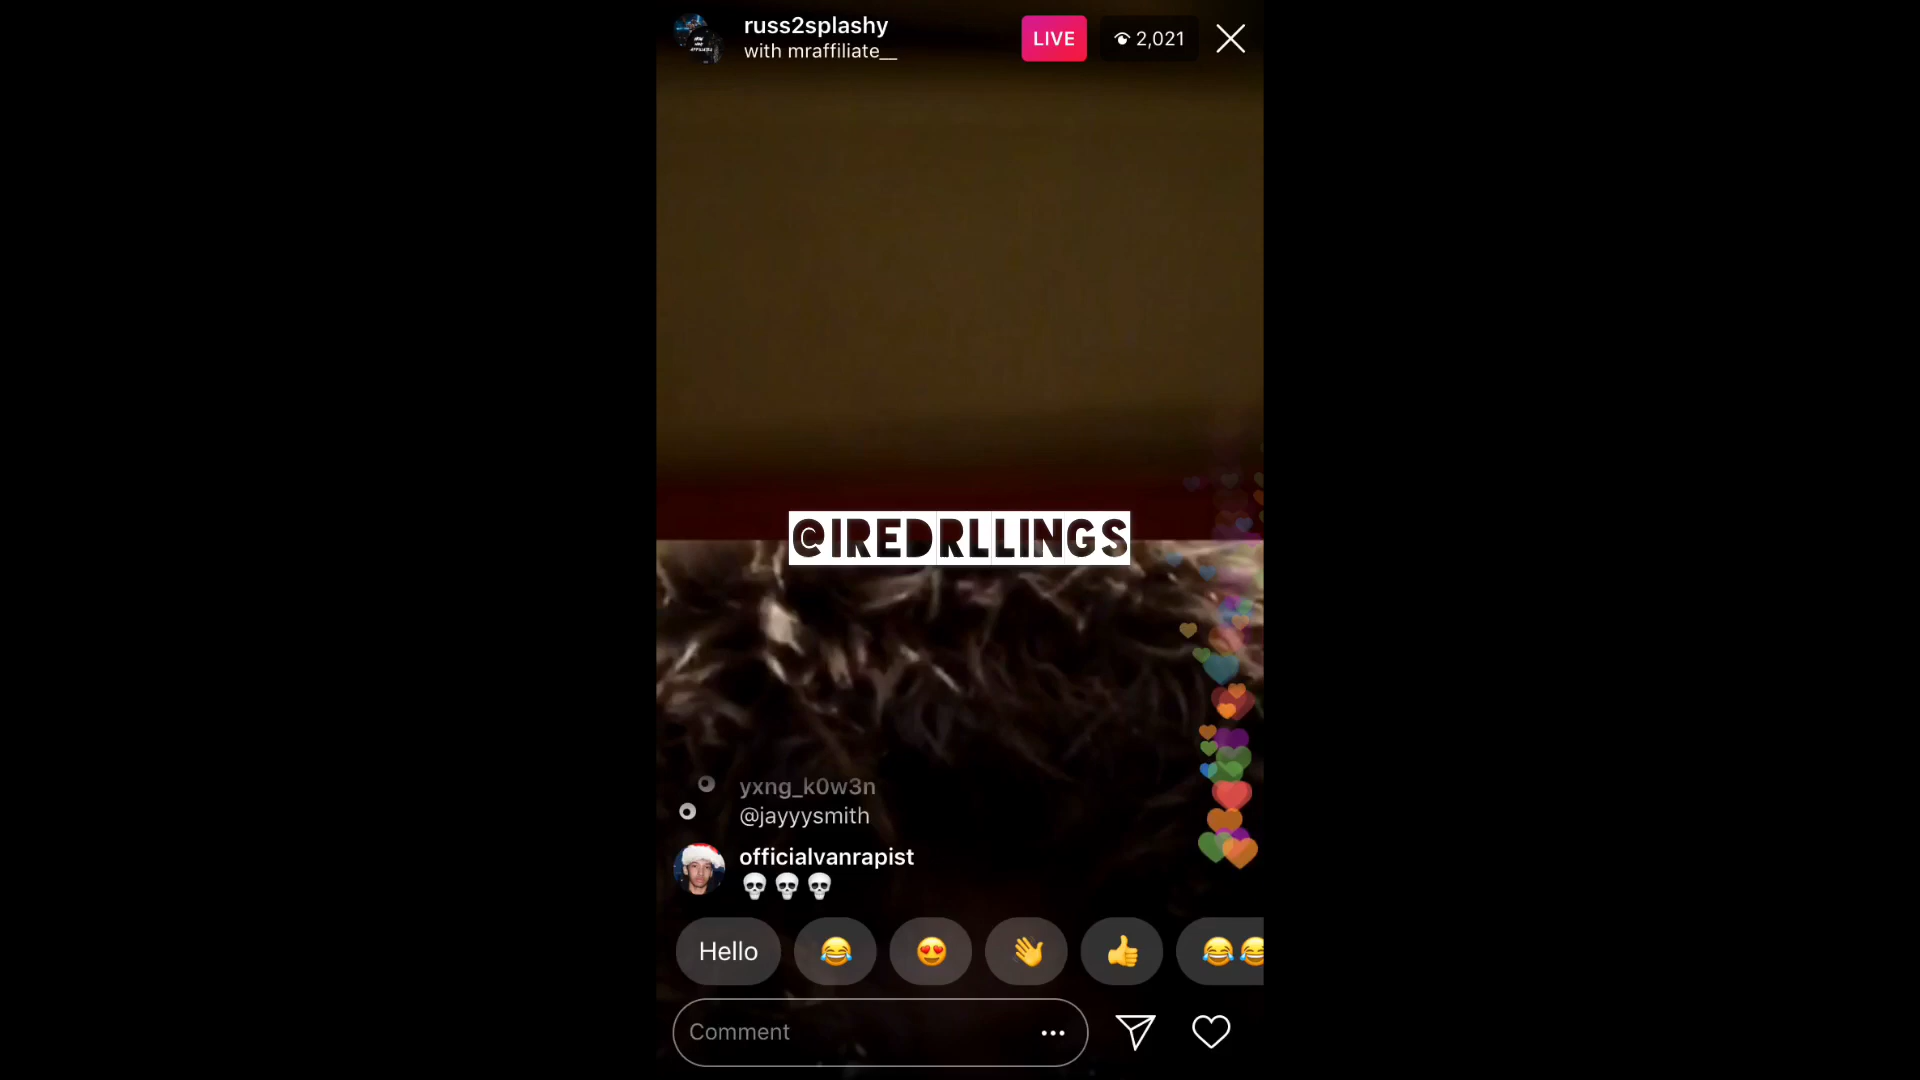 russ2splashy
with mraffiliate__
LIVE
2,021
@IREDRLLINGS
yxng_k0w3n
@jayyysmith
officialvanrapist
💀💀💀
Hello
😂
😍
👋
👍
😂😂
Comment